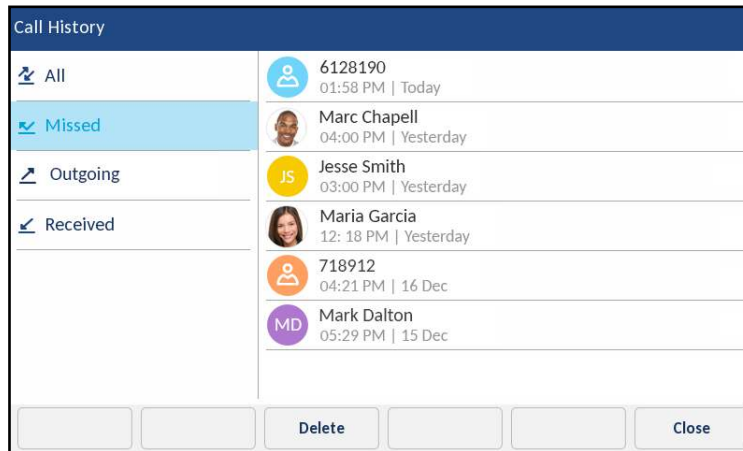 Call History
All
Missed
Outgoing
Received
6128190
01:58 PM | Today
Marc Chapell
04:00 PM | Yesterday
JS
Jesse Smith
03:00 PM | Yesterday
Maria Garcia
12: 18 PM | Yesterday
718912
04:21 PM | 16 Dec
MD
Mark Dalton
05:29 PM | 15 Dec
Delete
Close